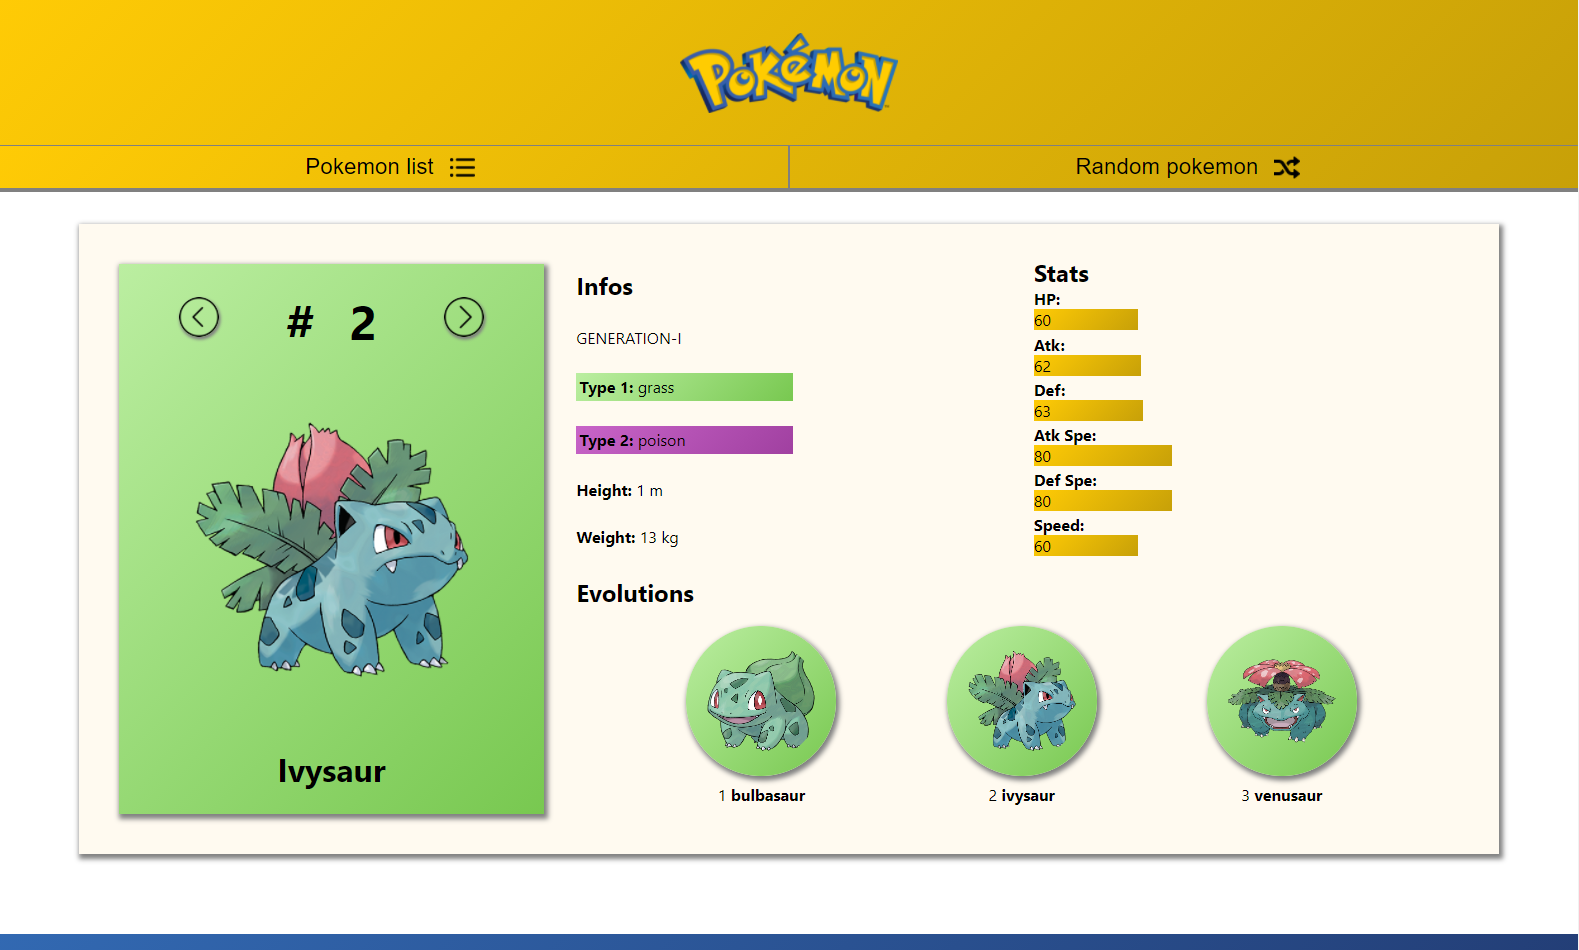 POKéMON
Pokemon list
Random pokemon
# 2
Ivysaur
Infos
GENERATION-I
Type 1: grass
Type 2: poison
Height: 1 m
Weight: 13 kg
Stats
HP:
60
Atk:
62
Def:
63
Atk Spe:
80
Def Spe:
80
Speed:
60
Evolutions
1 bulbasaur
2 ivysaur
3 venusaur